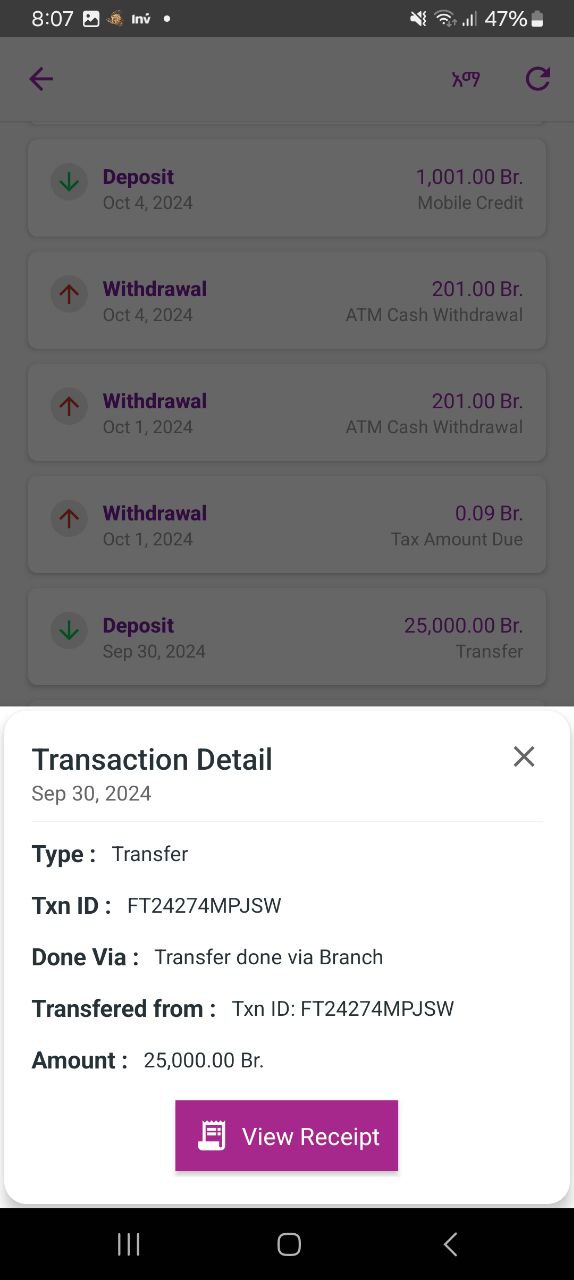 8:07 Inv 47%
አማ
Deposit 1,001.00 Br.
Oct 4, 2024 Mobile Credit
Withdrawal 201.00 Br.
Oct 4, 2024 ATM Cash Withdrawal
Withdrawal 201.00 Br.
Oct 1, 2024 ATM Cash Withdrawal
Withdrawal 0.09 Br.
Oct 1, 2024 Tax Amount Due
Deposit 25,000.00 Br.
Sep 30, 2024 Transfer
Transaction Detail
Sep 30, 2024
Type : Transfer
Txn ID : FT24274MPJSW
Done Via : Transfer done via Branch
Transfered from : Txn ID: FT24274MPJSW
Amount : 25,000.00 Br.
View Receipt